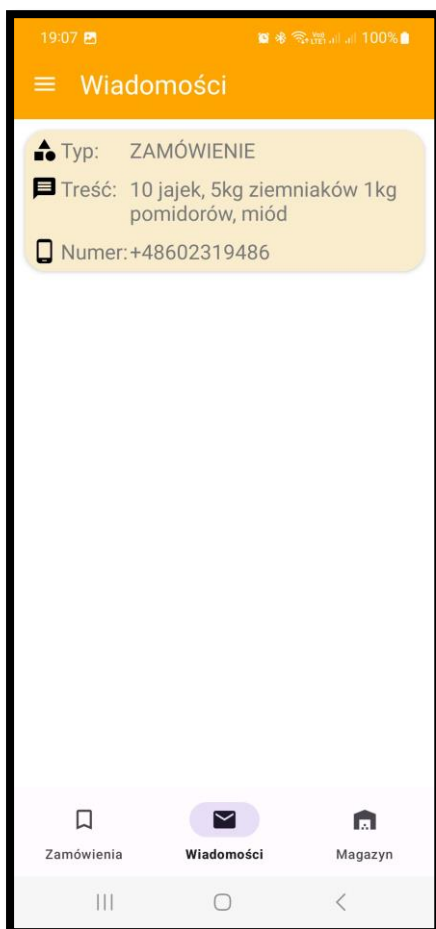 19:07 100%
Wiadomości
Typ: ZAMÓWIENIE
Treść: 10 jajek, 5kg ziemniaków 1kg
pomidorów, miód
Numer: +48602319486
Zamówienia Wiadomości Magazyn